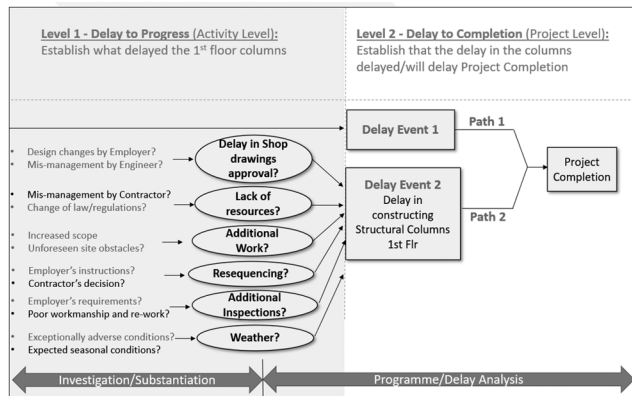 Level 1 - Delay to Progress (Activity Level):
Establish what delayed the 1st floor columns
Level 2 - Delay to Completion (Project Level):
Establish that the delay in the columns
delayed/will delay Project Completion
• Design changes by Employer?
• Mis-management by Engineer?
Delay in Shop
drawings
approval?
• Mis-management by Contractor?
• Change of law/regulations?
Lack of
resources?
• Increased scope
• Unforeseen site obstacles?
Additional
Work?
• Employer's instructions?
• Contractor's decision?
Resequencing?
• Employer's requirements?
• Poor workmanship and re-work?
Additional
Inspections?
• Exceptionally adverse conditions?
• Expected seasonal conditions?
Weather?
Delay Event 1
Path 1
Delay Event 2
Delay in
constructing
Structural Columns
1st Flr
Path 2
Project
Completion
Investigation/Substantiation
Programme/Delay Analysis